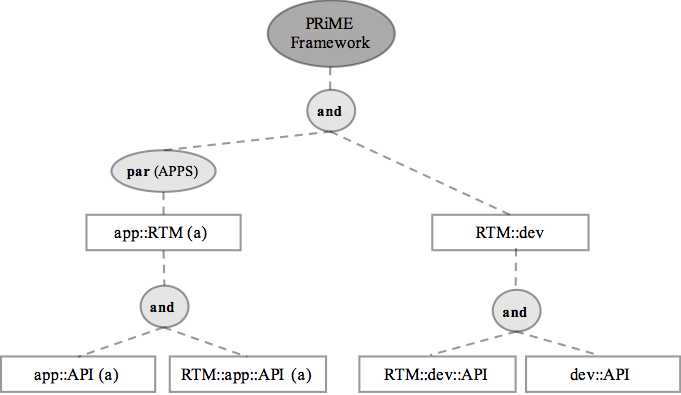 PRiME
Framework
and
par (APPS)
app::RTM (a)
RTM::dev
and
and
app::API (a)
RTM::app::API (a)
RTM::dev::API
dev::API